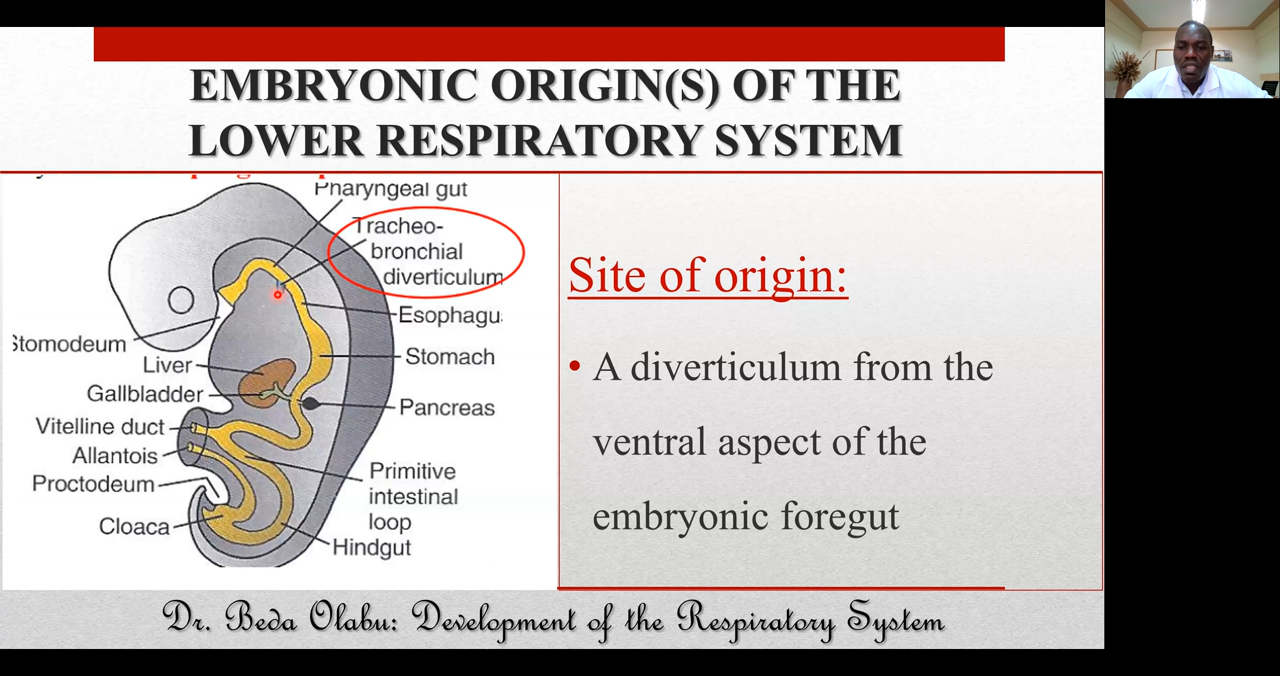 EMBRYONIC ORIGIN(S) OF THE
LOWER RESPIRATORY SYSTEM
Pharyngeal gut
Tracheo-
bronchial
diverticulum
Esophagu
Stomach
Pancreas
Primitive
intestinal
loop
Hindgut
Stomodeum
Liver
Gallbladder
Vitelline duct
Allantois
Proctodeum
Cloaca
Site of origin:
• A diverticulum from the
ventral aspect of the
embryonic foregut
Dr. Beda Olabu: Development of the Respiratory System